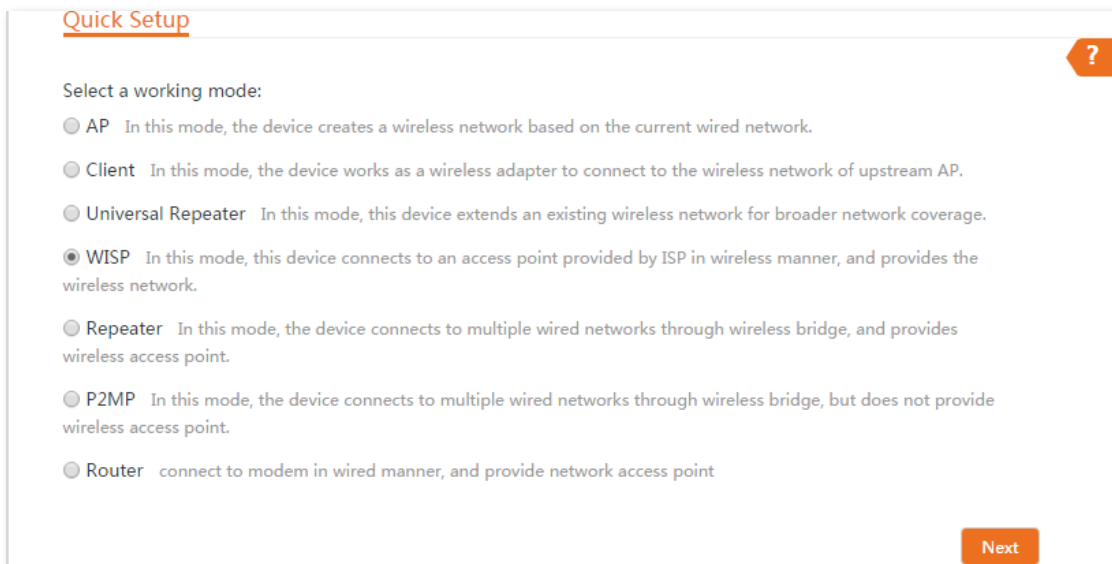 Quick Setup
?
Select a working mode:
AP In this mode, the device creates a wireless network based on the current wired network.
Client In this mode, the device works as a wireless adapter to connect to the wireless network of upstream AP.
Universal Repeater In this mode, this device extends an existing wireless network for broader network coverage.
WISP In this mode, this device connects to an access point provided by ISP in wireless manner, and provides the
wireless network.
Repeater In this mode, the device connects to multiple wired networks through wireless bridge, and provides
wireless access point.
P2MP In this mode, the device connects to multiple wired networks through wireless bridge, but does not provide
wireless access point.
Router connect to modem in wired manner, and provide network access point
Next